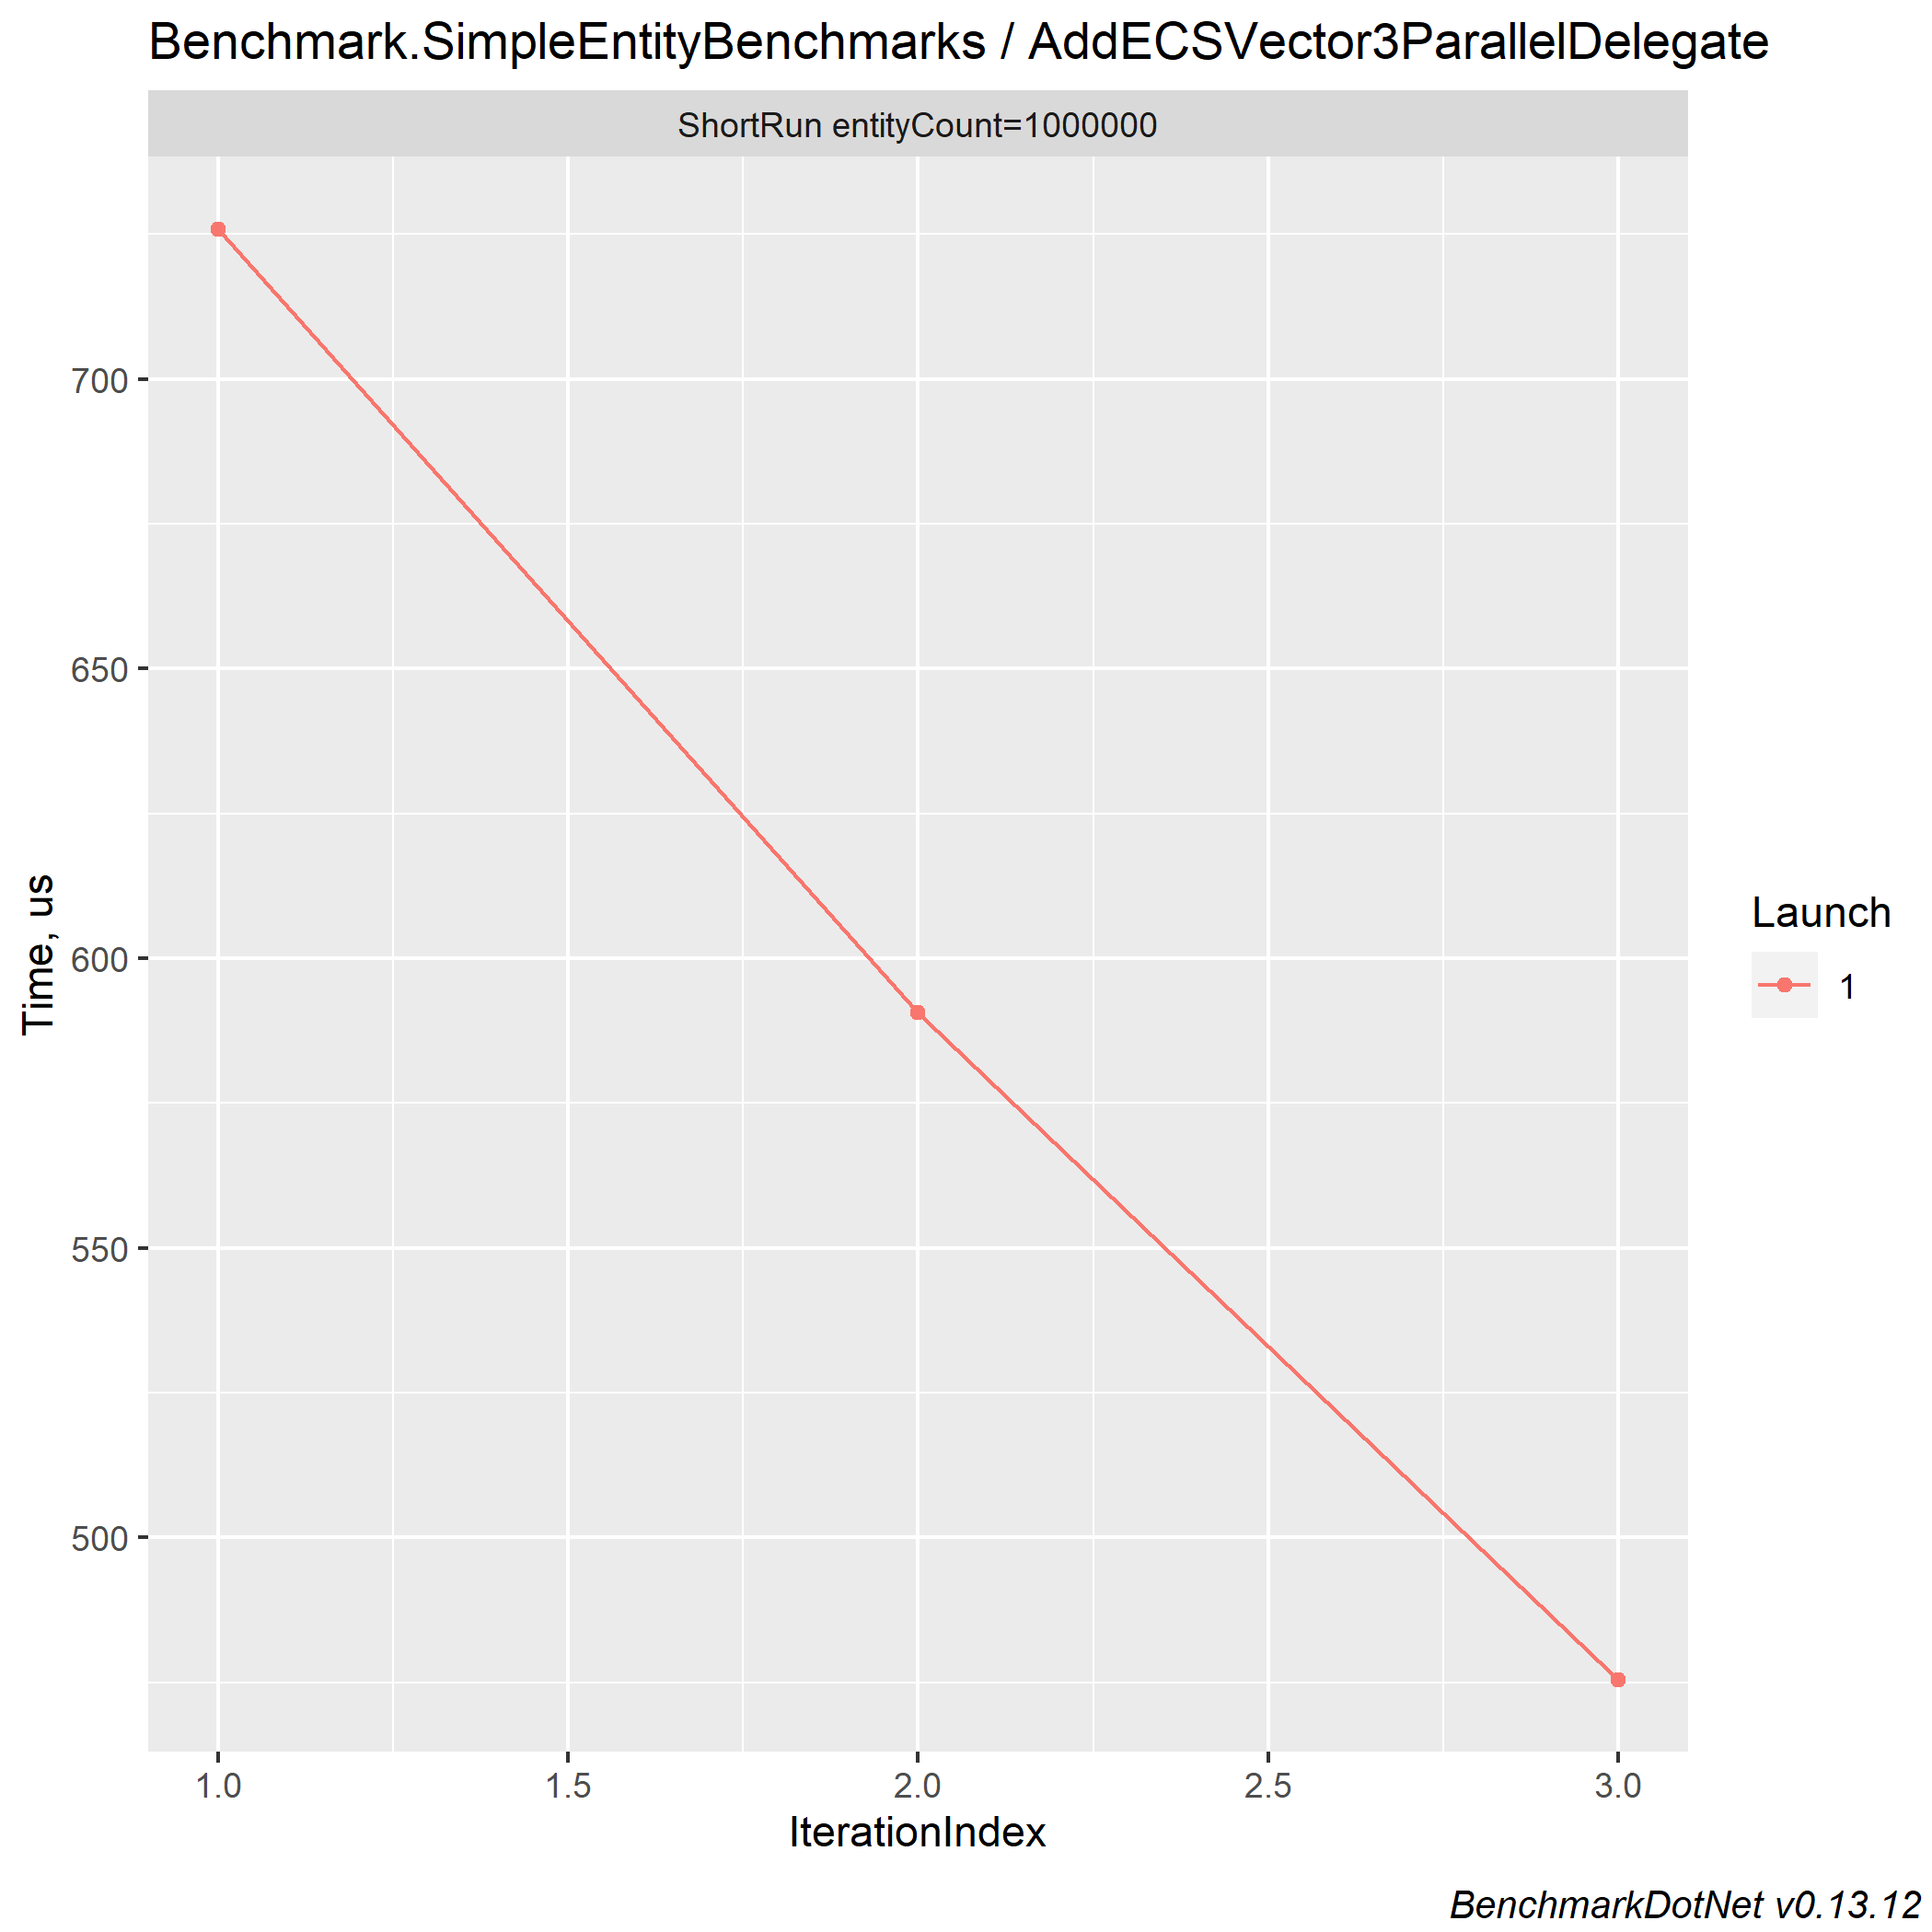 Benchmark.SimpleEntityBenchmarks / AddECSVector3ParallelDelegate
ShortRun entityCount=1000000
700
650
600
550
500
Time, us
1.0 1.5 2.0 2.5 3.0
IterationIndex
Launch
1
BenchmarkDotNet v0.13.12